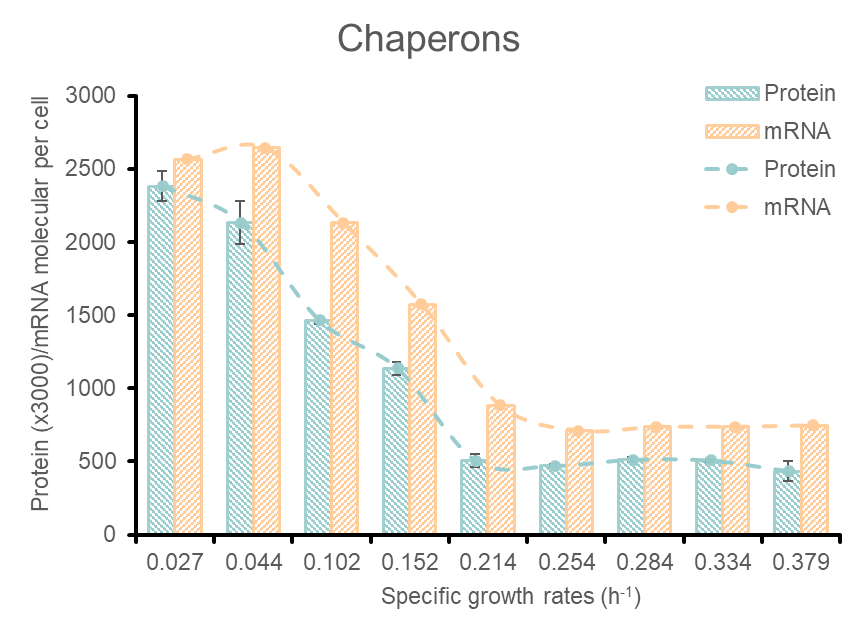 Chaperons
Protein
mRNA
Protein
mRNA
Protein (x3000)/mRNA molecular per cell
3000
2500
2000
1500
1000
500
0
0.027 0.044 0.102 0.152 0.214 0.254 0.284 0.334 0.379
Specific growth rates (h⁻¹)